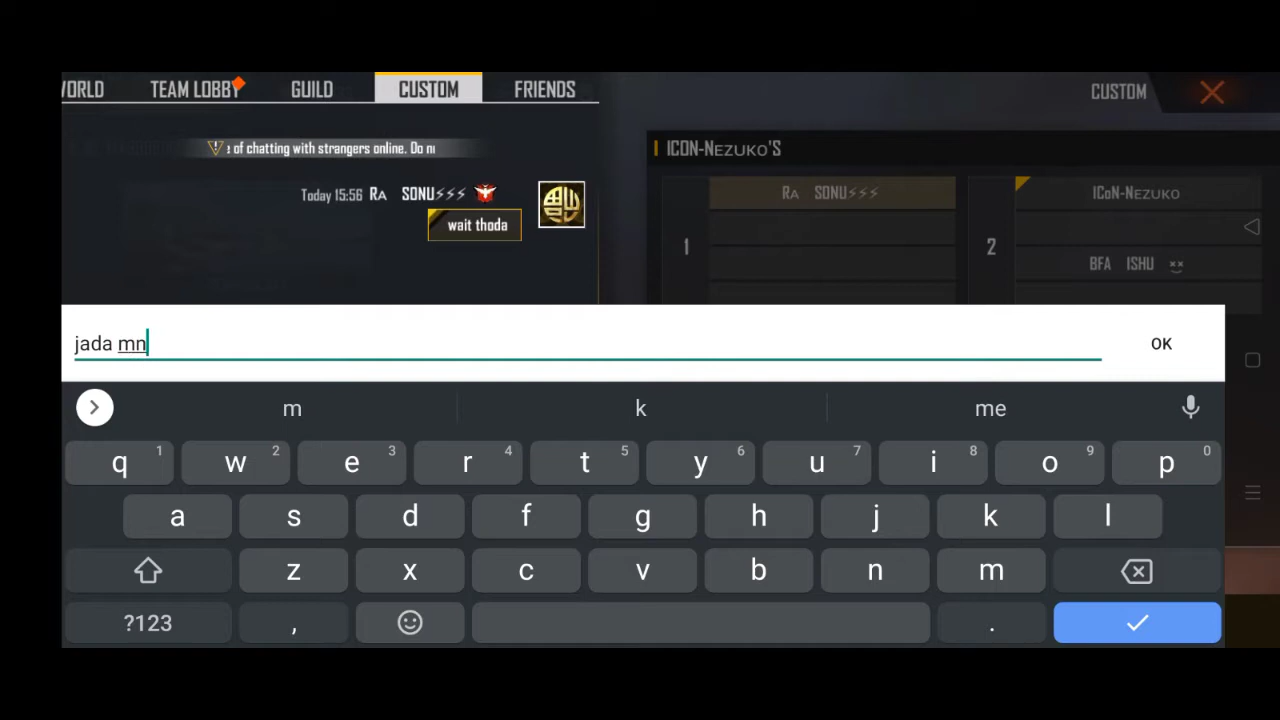 WORLD TEAM LOBBY GUILD CUSTOM FRIENDS
CUSTOM
of chatting with strangers online. Do
Today 15:56 RA SONU⚡⚡⚡
wait thoda
ICON-NEZUKO'S
1
RA SONU⚡⚡⚡
2
ICON-NEZUKO
BFA ISHU
jada mn
OK
m k me
q 1 w 2 e 3 r 4 t 5 y 6 u 7 i 8 o 9 p 0
a s d f g h j k l
z x c v b n m
?123 , .